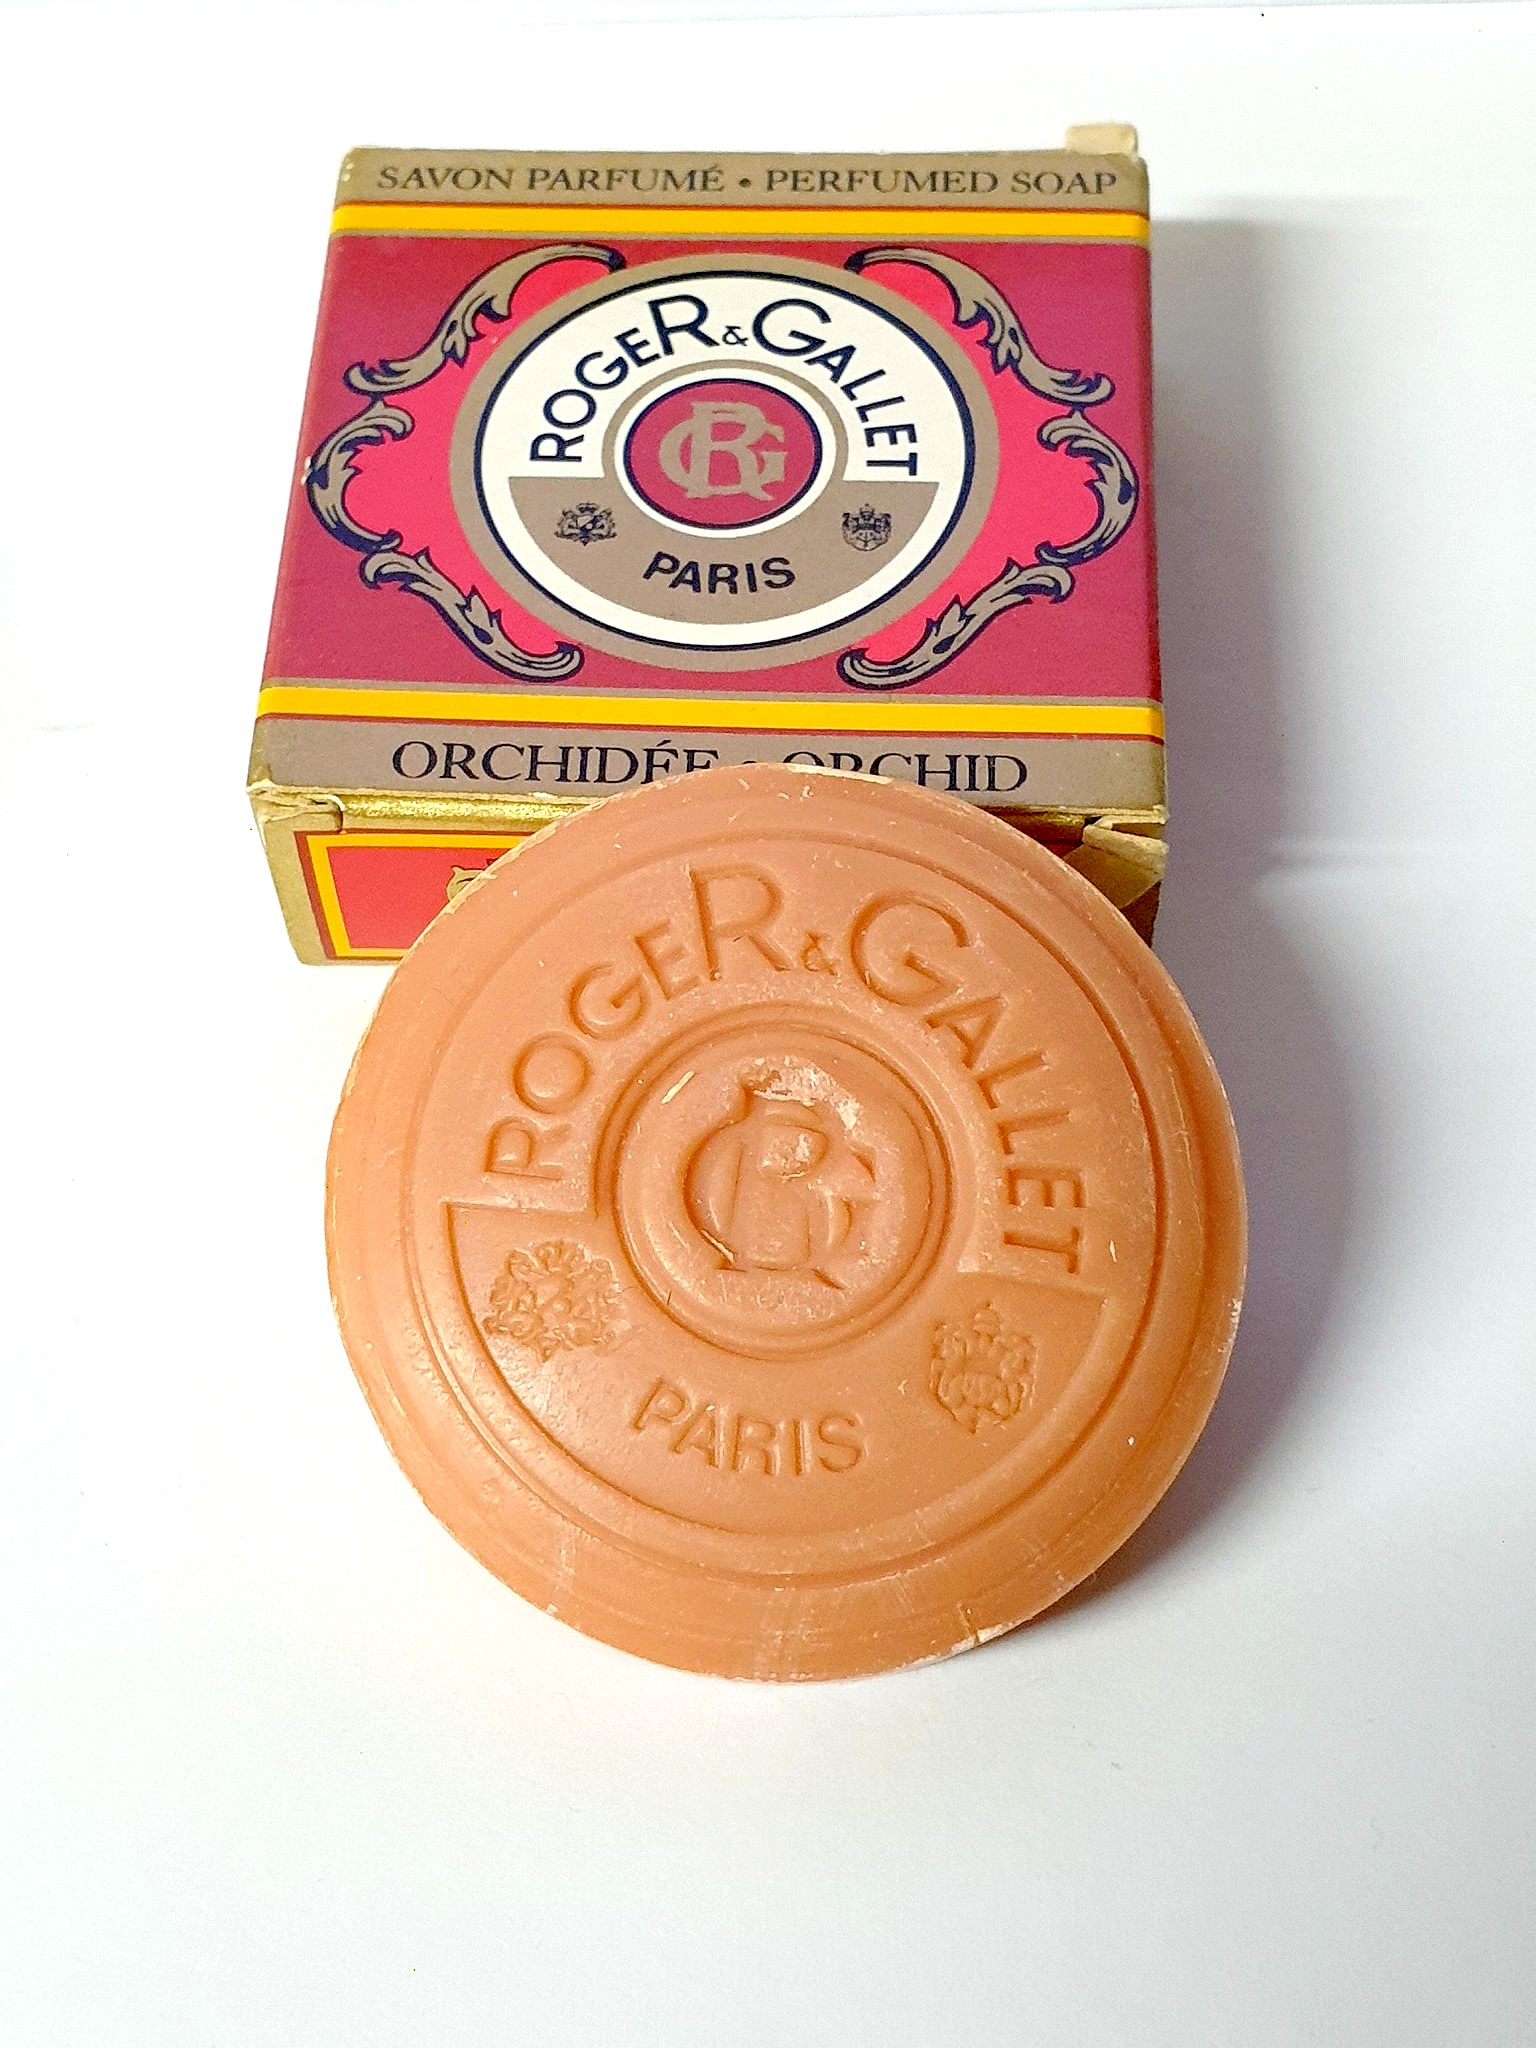 SAVON PARFUMÉ • PERFUMED SOAP
ROGER & GALLET
RG
PARIS
ORCHIDÉE • ORCHID
ROGER & GALLET
RG
PARIS